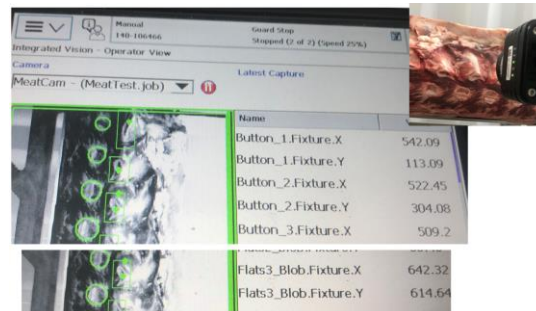 Manual
140-106466
Guard Stop
Stopped (2 of 2) (Speed 25%)
Integrated Vision - Operator View
Camera
MeatCam - (MeatTest.job)
Latest Capture
Name
Button_1.Fixture.X 542.09
Button_1.Fixture.Y 113.09
Button_2.Fixture.X 522.45
Button_2.Fixture.Y 304.08
Button_3.Fixture.X 509.2
Flats3_Blob.Fixture.X 642.32
Flats3_Blob.Fixture.Y 614.64